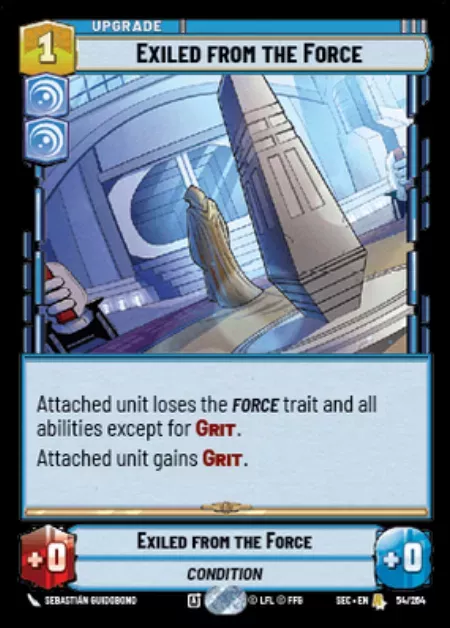 UPGRADE
1
EXILED FROM THE FORCE
Attached unit loses the FORCE trait and all
abilities except for GRIT.
Attached unit gains GRIT.
+0
EXILED FROM THE FORCE
+0
CONDITION
SEBASTIÁN GUIDOBONO
A
© LFL © FFG
SEC • EN
54/264